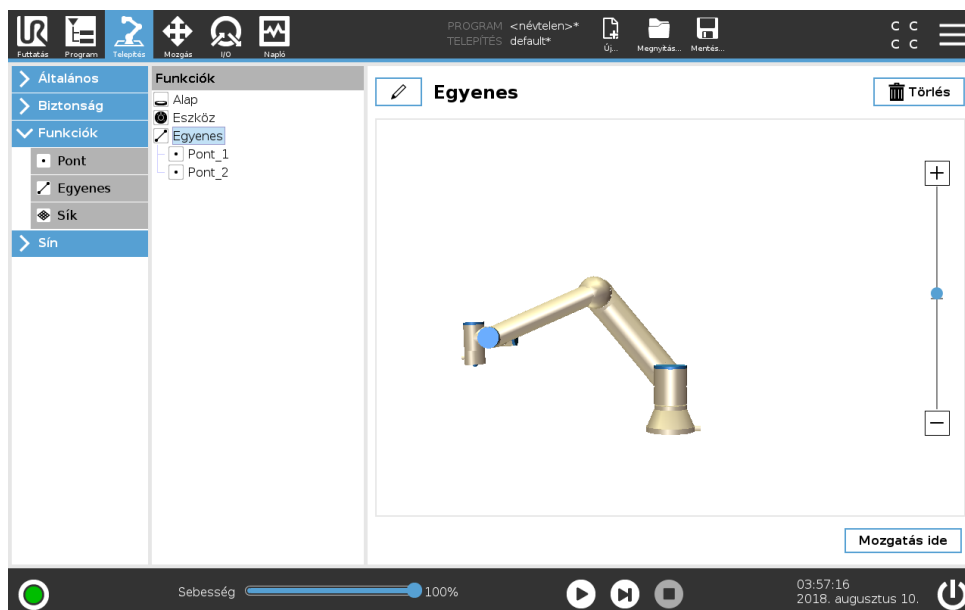 UR
Futtatás Program Telepítés Mozgás I/O Napló
PROGRAM <névtelen>*
TELEPÍTÉS default*
Új... Megnyitás... Mentés...
C C
C C
Általános
Biztonság
Funkciók
Pont
Egyenes
Sík
Sín
Funkciók
Alap
Eszköz
Egyenes
Pont_1
Pont_2
Egyenes
Törlés
Mozgatás ide
Sebesség 100%
03:57:16
2018. augusztus 10.